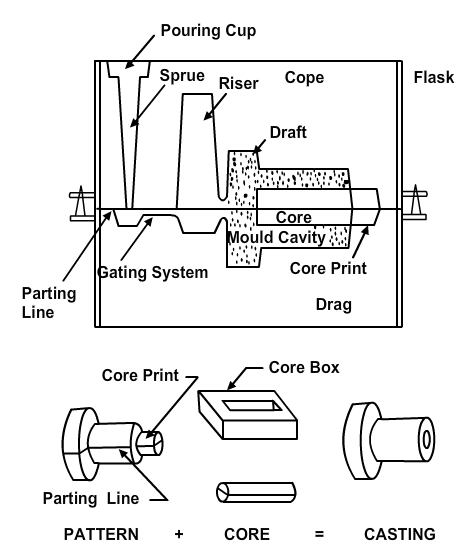 Pouring Cup
Sprue
Riser
Cope
Flask
Draft
Core
Mould Cavity
Gating System
Core Print
Parting
Line
Drag
Core Print
Core Box
Parting Line
PATTERN + CORE = CASTING